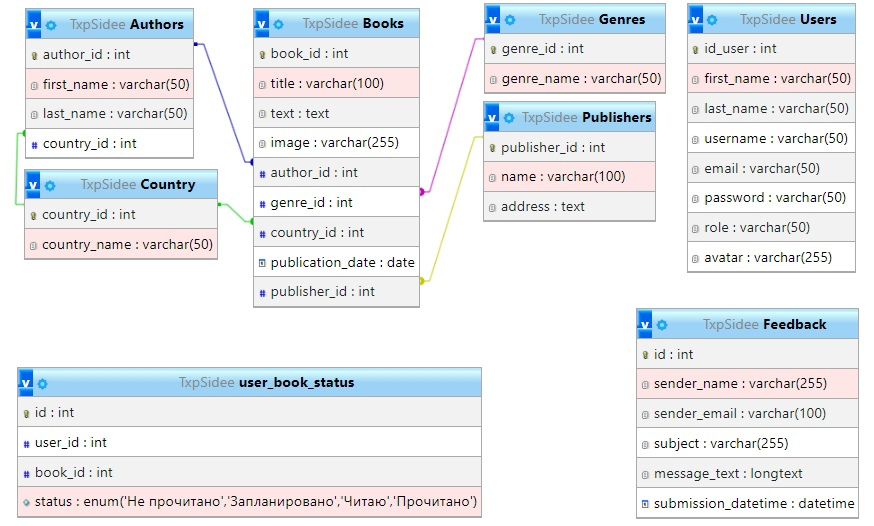 TxpSidee Authors
author_id : int
first_name : varchar(50)
last_name : varchar(50)
country_id : int
TxpSidee Country
country_id : int
country_name : varchar(50)
TxpSidee Books
book_id : int
title : varchar(100)
text : text
image : varchar(255)
author_id : int
genre_id : int
country_id : int
publication_date : date
publisher_id : int
TxpSidee Genres
genre_id : int
genre_name : varchar(50)
TxpSidee Publishers
publisher_id : int
name : varchar(100)
address : text
TxpSidee Users
id_user : int
first_name : varchar(50)
last_name : varchar(50)
username : varchar(50)
email : varchar(50)
password : varchar(50)
role : varchar(50)
avatar : varchar(255)
TxpSidee user_book_status
id : int
user_id : int
book_id : int
status : enum('Не прочитано','Запланировано','Читаю','Прочитано')
TxpSidee Feedback
id : int
sender_name : varchar(255)
sender_email : varchar(100)
subject : varchar(255)
message_text : longtext
submission_datetime : datetime